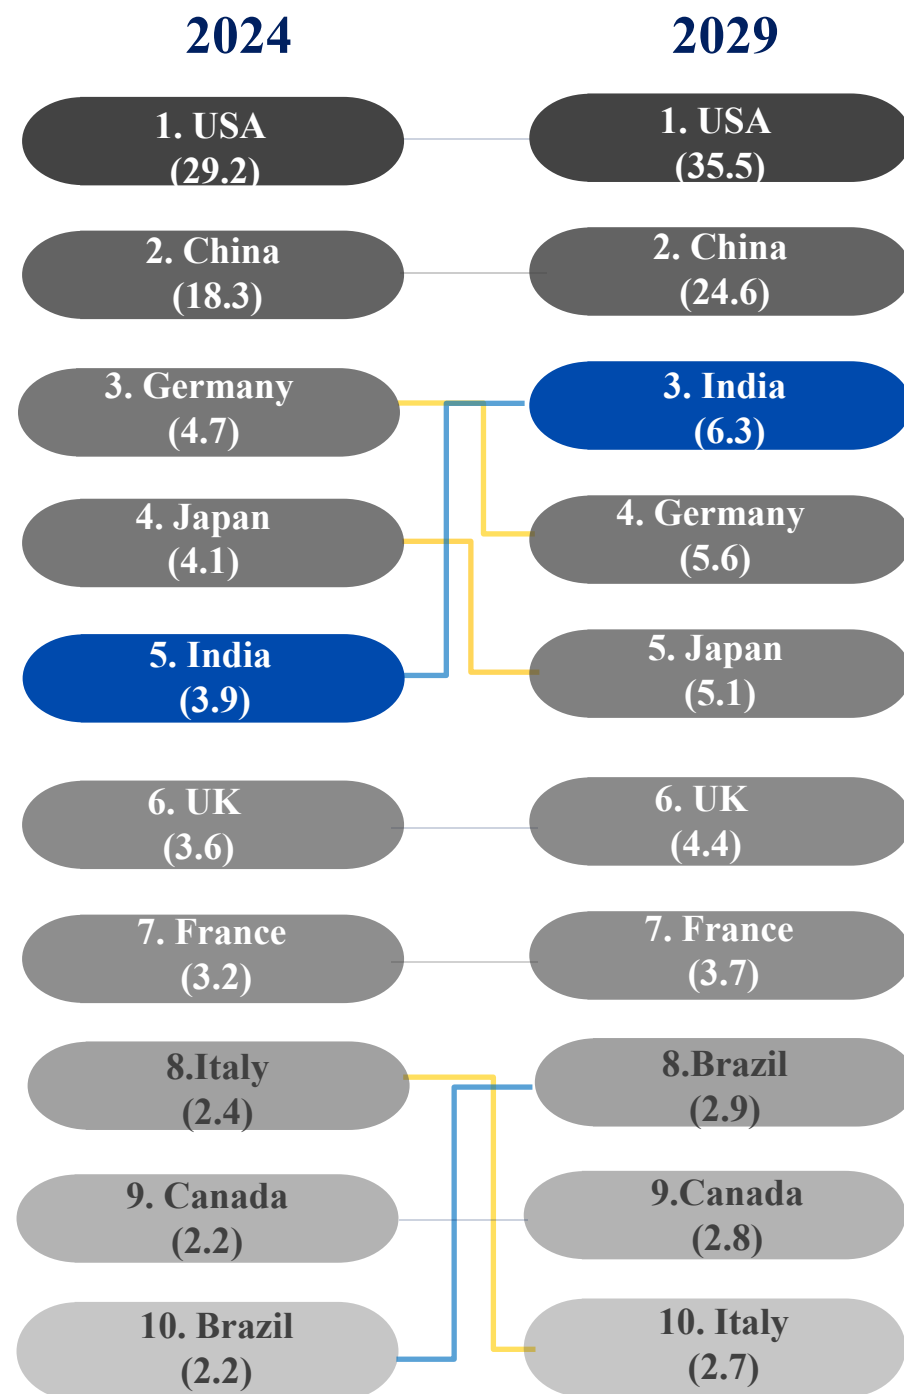 2024
2029
1. USA
(29.2)
1. USA
(35.5)
2. China
(18.3)
2. China
(24.6)
3. Germany
(4.7)
3. India
(6.3)
4. Japan
(4.1)
4. Germany
(5.6)
5. India
(3.9)
5. Japan
(5.1)
6. UK
(3.6)
6. UK
(4.4)
7. France
(3.2)
7. France
(3.7)
8.Italy
(2.4)
8.Brazil
(2.9)
9. Canada
(2.2)
9.Canada
(2.8)
10. Brazil
(2.2)
10. Italy
(2.7)